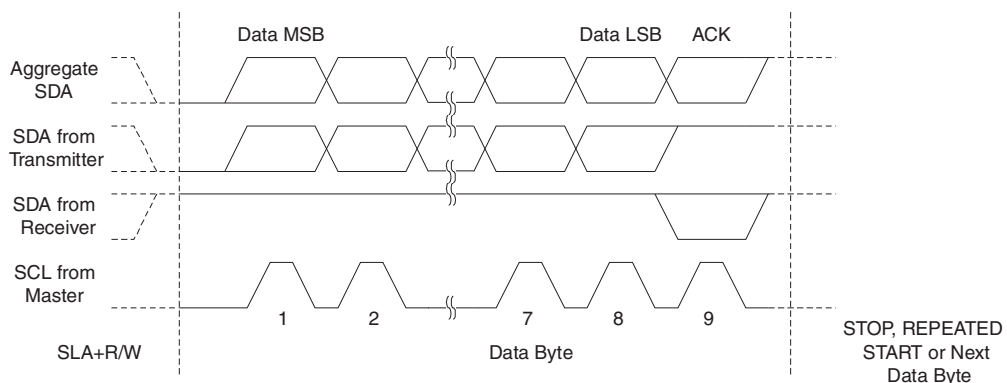 Data MSB
Data LSB
ACK
Aggregate
SDA
SDA from
Transmitter
SDA from
Receiver
SCL from
Master
1
2
7
8
9
SLA+R/W
Data Byte
STOP, REPEATED
START or Next
Data Byte